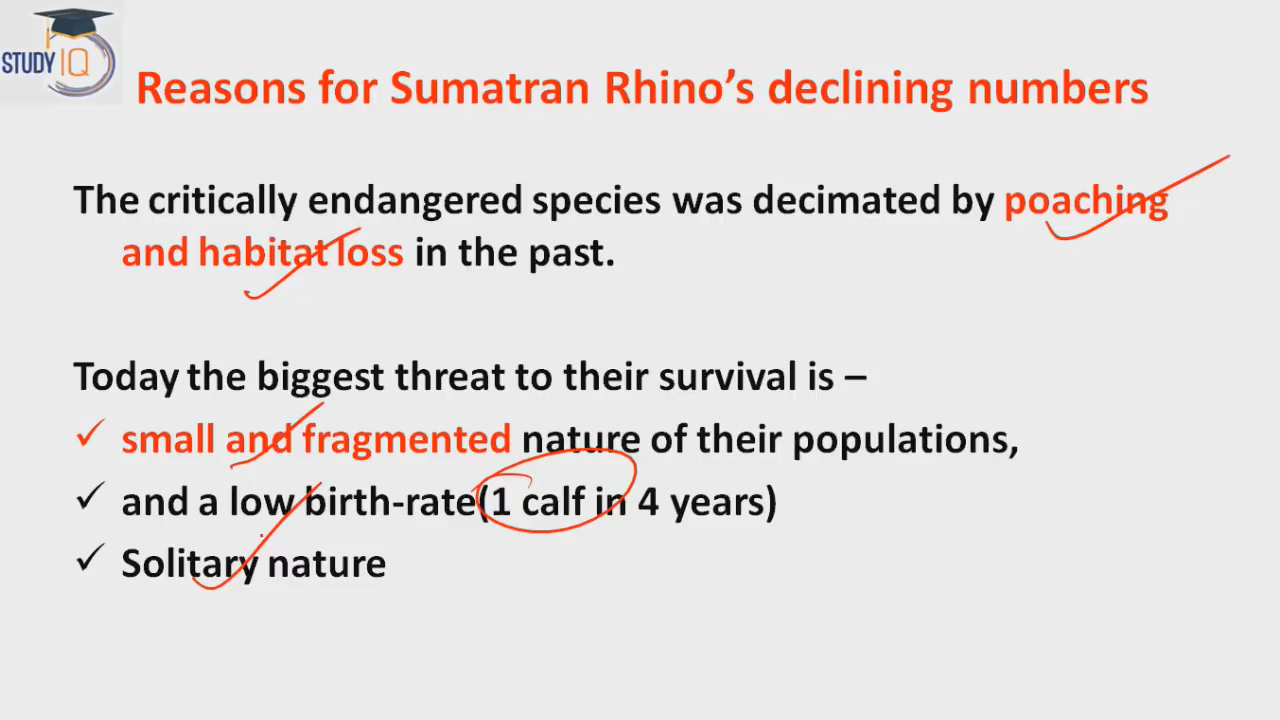 STUDY IQ
Reasons for Sumatran Rhino's declining numbers
The critically endangered species was decimated by poaching
and habitat loss in the past.
Today the biggest threat to their survival is –
✓ small and fragmented nature of their populations,
✓ and a low birth-rate(1 calf in 4 years)
✓ Solitary nature